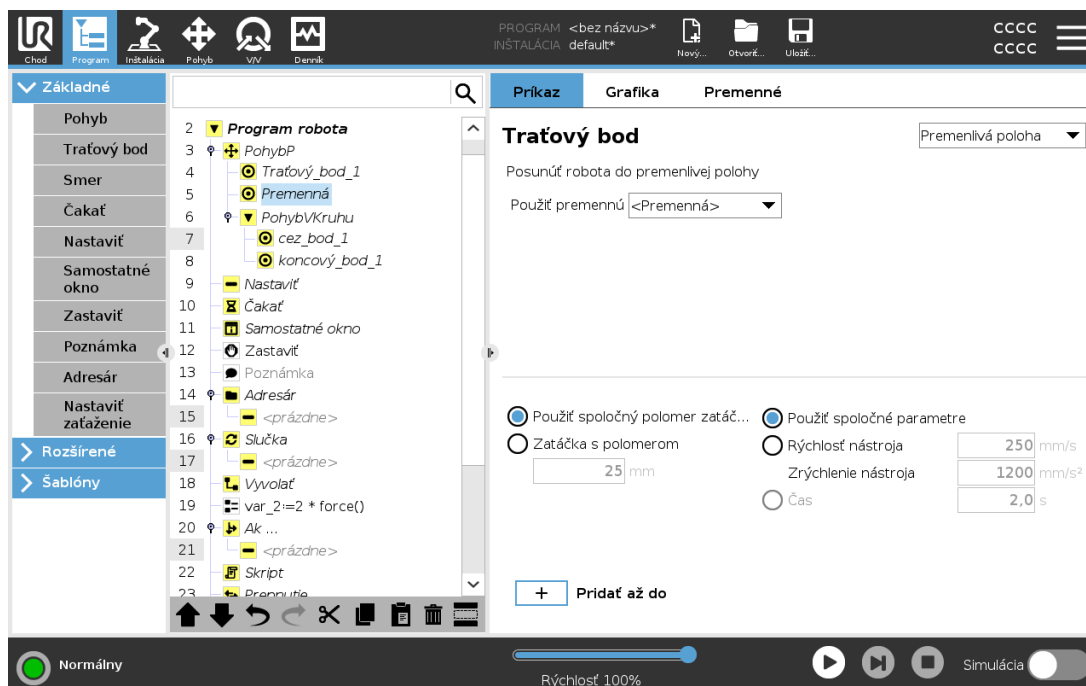 UR
Chod
Program
Inštalácia
Pohyb
V/V
Denník
PROGRAM <bez názvu>*
INŠTALÁCIA default*
Nový...
Otvoriť...
Uložiť...
CCCC
CCCC
Základné
Pohyb
Traťový bod
Smer
Čakať
Nastaviť
Samostatné
okno
Zastaviť
Poznámka
Adresár
Nastaviť
zaťaženie
Rozšírené
Šablóny
2 Program robota
3 PohybP
4 Traťový_bod_1
5 Premenná
6 PohybVKruhu
7 cez_bod_1
8 koncový_bod_1
9 Nastaviť
10 Čakať
11 Samostatné okno
12 Zastaviť
13 Poznámka
14 Adresár
15 <prázdne>
16 Slučka
17 <prázdne>
18 Vyvolať
19 var_2:=2 * force()
20 Ak ...
21 <prázdne>
22 Skript
23 Prepnutie
Príkaz
Grafika
Premenné
Traťový bod
Premenlivá poloha
Posunúť robota do premenlivej polohy
Použiť premennú <Premenná>
Použiť spoločný polomer zatáč...
Zatáčka s polomerom
25 mm
Použiť spoločné parametre
Rýchlosť nástroja 250 mm/s
Zrýchlenie nástroja 1200 mm/s²
Čas 2,0 s
+ Pridať až do
Normálny
Rýchlosť 100%
Simulácia